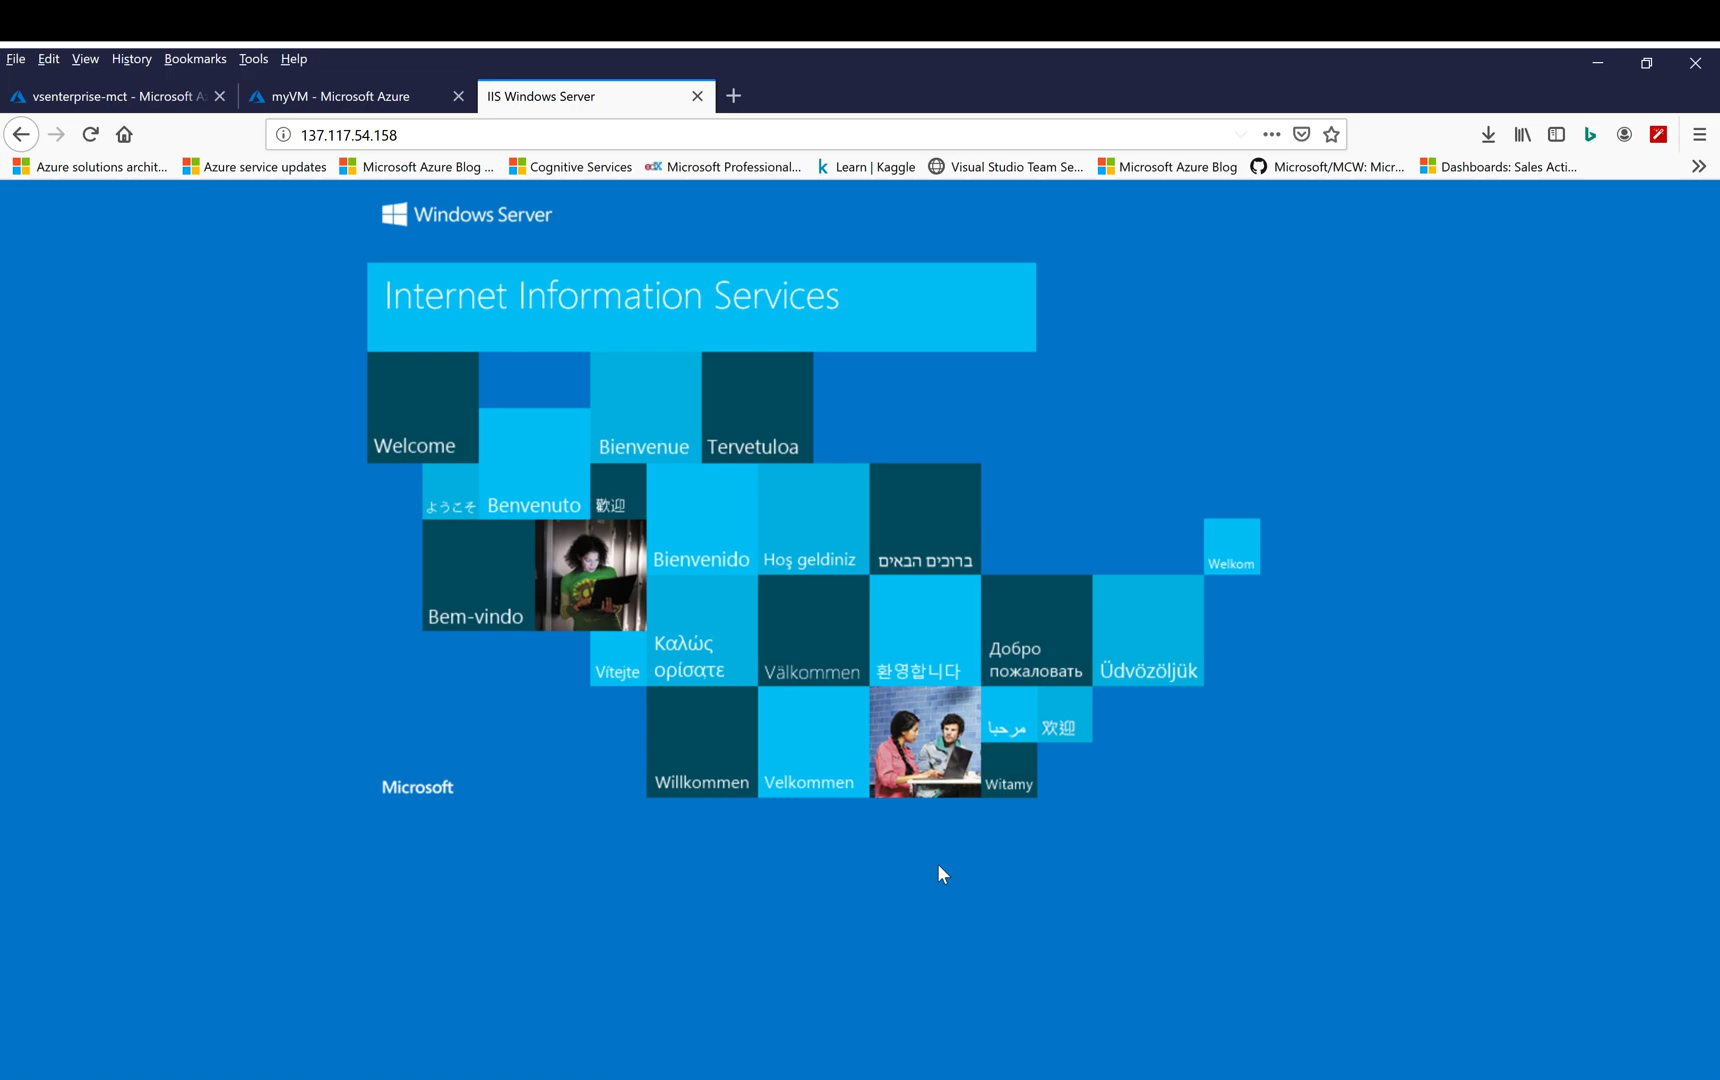 File Edit View History Bookmarks Tools Help
vsenterprise-mct - Microsoft A
myVM - Microsoft Azure
IIS Windows Server
137.117.54.158
Azure solutions archit...
Azure service updates
Microsoft Azure Blog ...
Cognitive Services
edX
Microsoft Professional...
k
Learn | Kaggle
Visual Studio Team Se...
Microsoft Azure Blog
Microsoft/MCW: Micr...
Dashboards: Sales Acti...
Windows Server
Internet Information Services
Welcome
Bienvenue
Tervetuloa
ようこそ
Benvenuto
歡迎
Bienvenido
Hoş geldiniz
ברוכים הבאים
Welkom
Bem-vindo
Vítejte
Καλώς
ορίσατε
Välkommen
환영합니다
Добро
пожаловать
Üdvözöljük
Willkommen
Velkommen
مرحبا
欢迎
Witamy
Microsoft